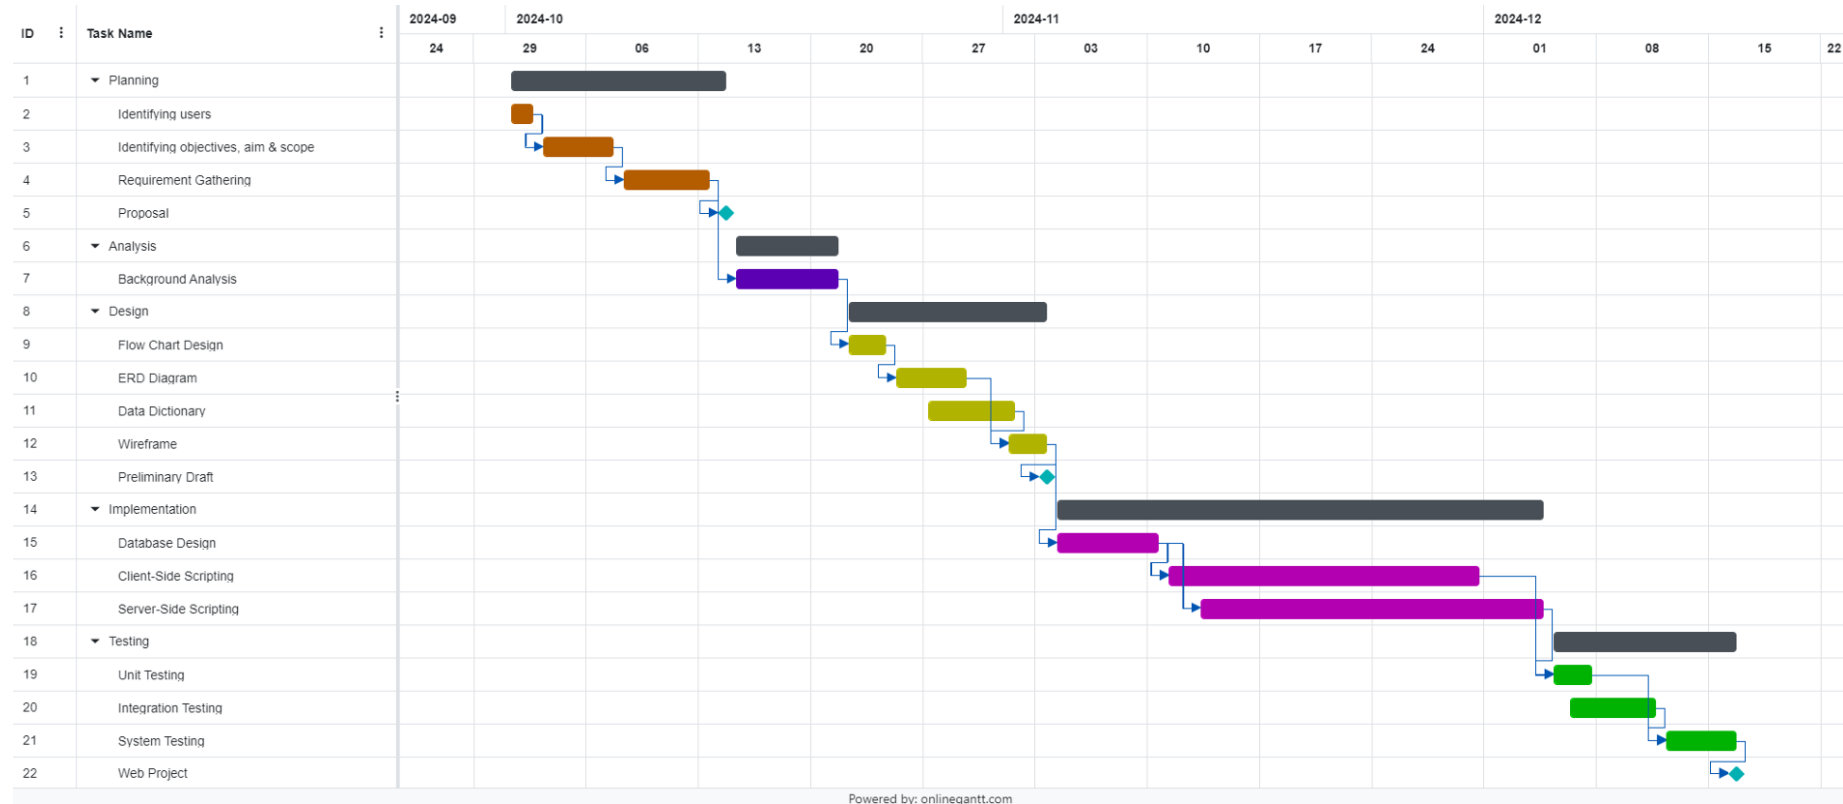 2024-09 2024-10 2024-11 2024-12
ID Task Name
24 29 06 13 20 27 03 10 17 24 01 08 15 22
1 Planning
2 Identifying users
3 Identifying objectives, aim & scope
4 Requirement Gathering
5 Proposal
6 Analysis
7 Background Analysis
8 Design
9 Flow Chart Design
10 ERD Diagram
11 Data Dictionary
12 Wireframe
13 Preliminary Draft
14 Implementation
15 Database Design
16 Client-Side Scripting
17 Server-Side Scripting
18 Testing
19 Unit Testing
20 Integration Testing
21 System Testing
22 Web Project
Powered by: onlinegantt.com